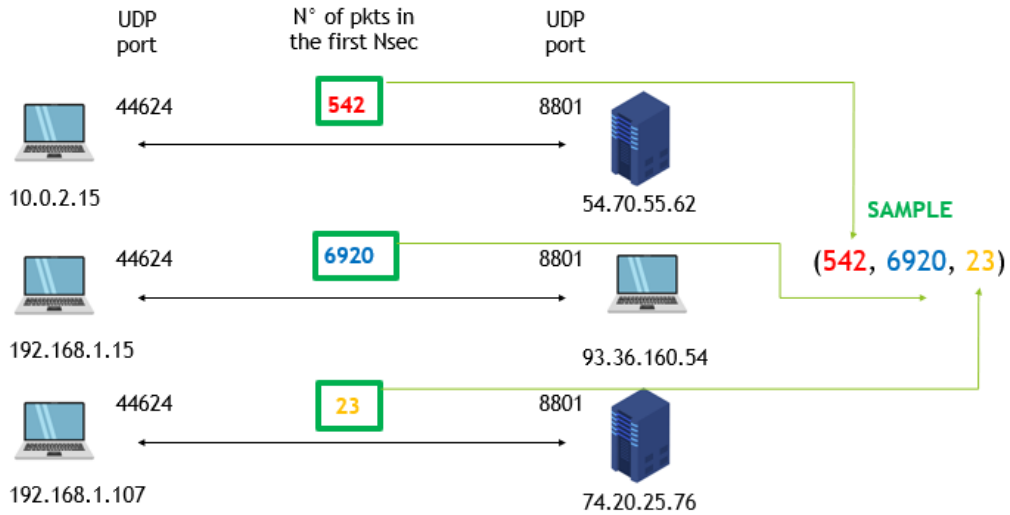 UDP
port
N° of pkts in
the first Nsec
UDP
port
44624
542
8801
10.0.2.15
54.70.55.62
SAMPLE
44624
6920
8801
(542, 6920, 23)
192.168.1.15
93.36.160.54
44624
23
8801
192.168.1.107
74.20.25.76